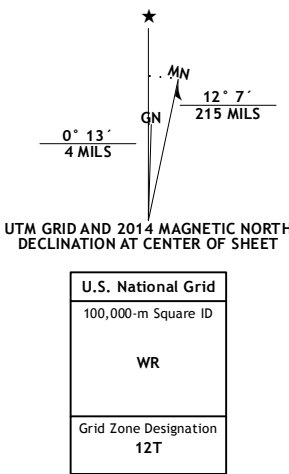 ★
MN
GN
0° 13´
4 MILS
12° 7´
215 MILS
UTM GRID AND 2014 MAGNETIC NORTH
DECLINATION AT CENTER OF SHEET
U.S. National Grid
100,000-m Square ID
WR
Grid Zone Designation
12T